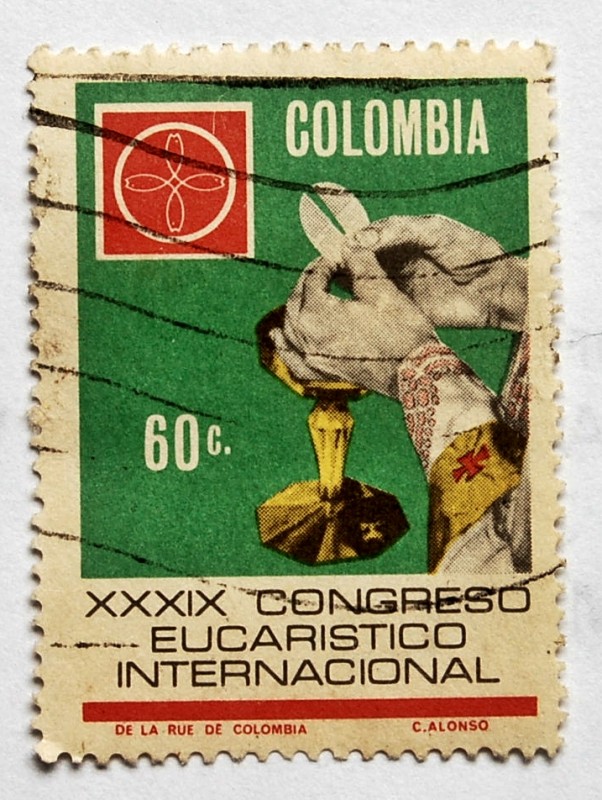 COLOMBIA
60c.
XXXIX CONGRESO
EUCARISTICO
INTERNACIONAL
DE LA RUE DE COLOMBIA C.ALONSO